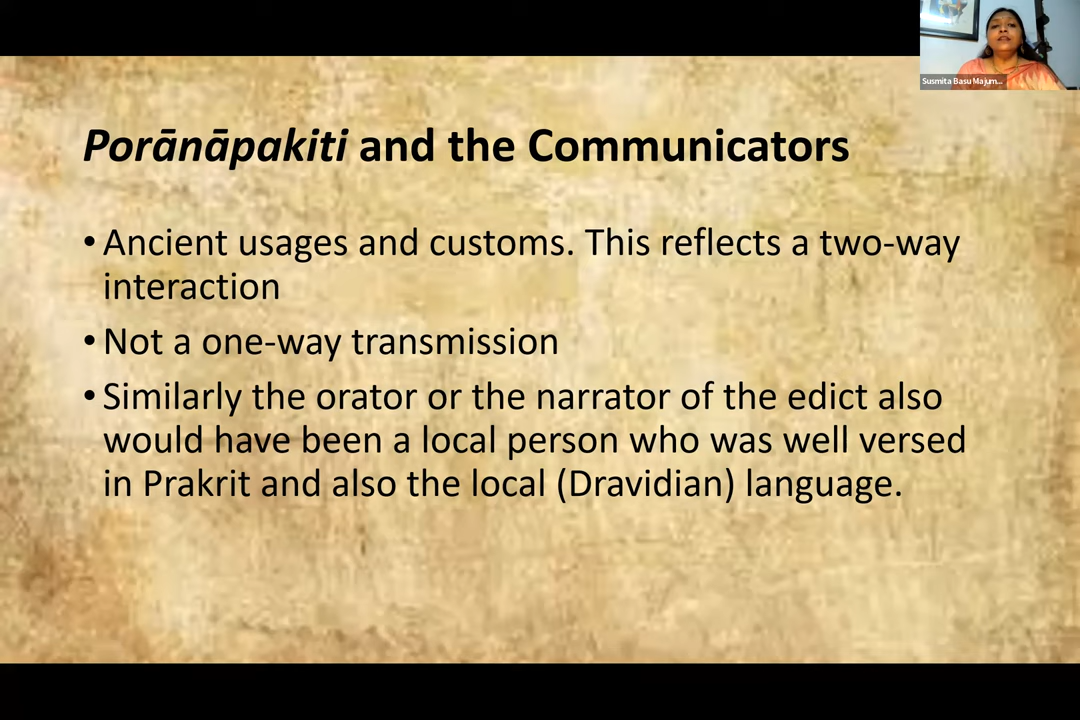 Susmita Basu Majum...
Porānāpakiti and the Communicators
• Ancient usages and customs. This reflects a two-way
interaction
• Not a one-way transmission
• Similarly the orator or the narrator of the edict also
would have been a local person who was well versed
in Prakrit and also the local (Dravidian) language.